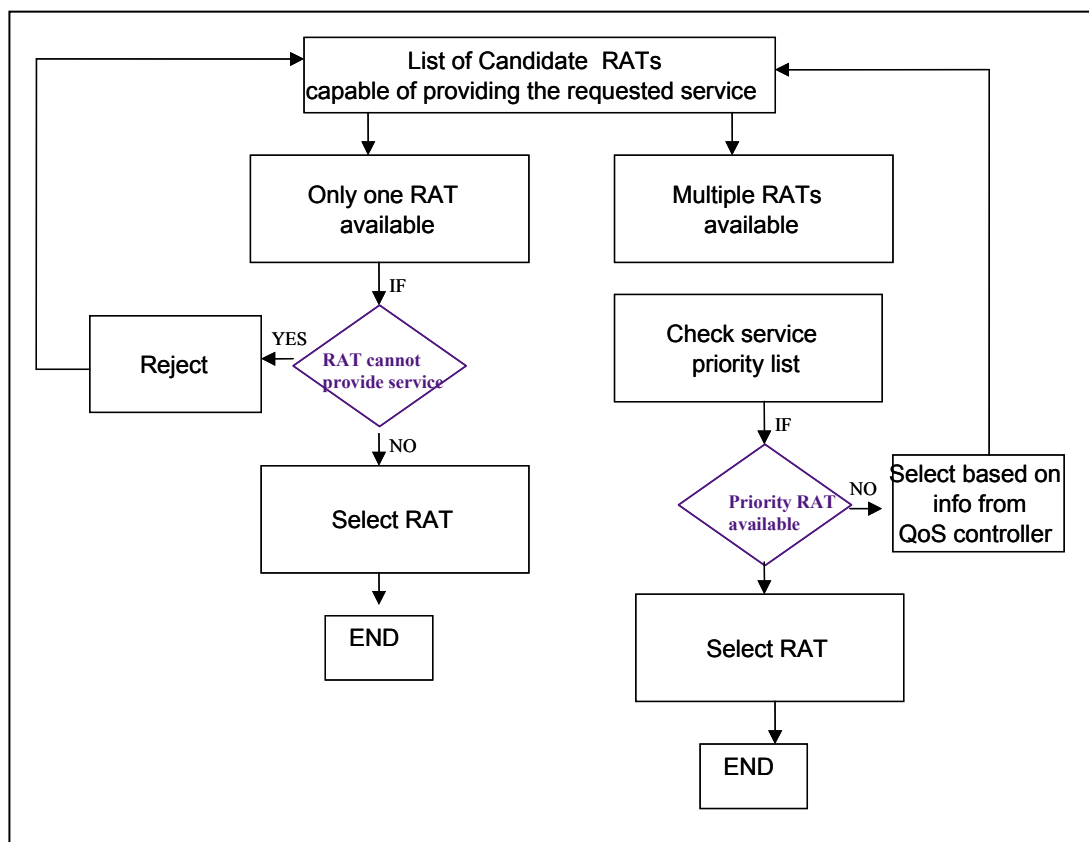 List of Candidate RATs
capable of providing the requested service
Only one RAT
available
Multiple RATs
available
IF
Check service
priority list
YES
RAT cannot
provide service
Reject
NO
IF
Select RAT
Priority RAT
available
NO
Select based on
info from
QoS controller
END
Select RAT
END